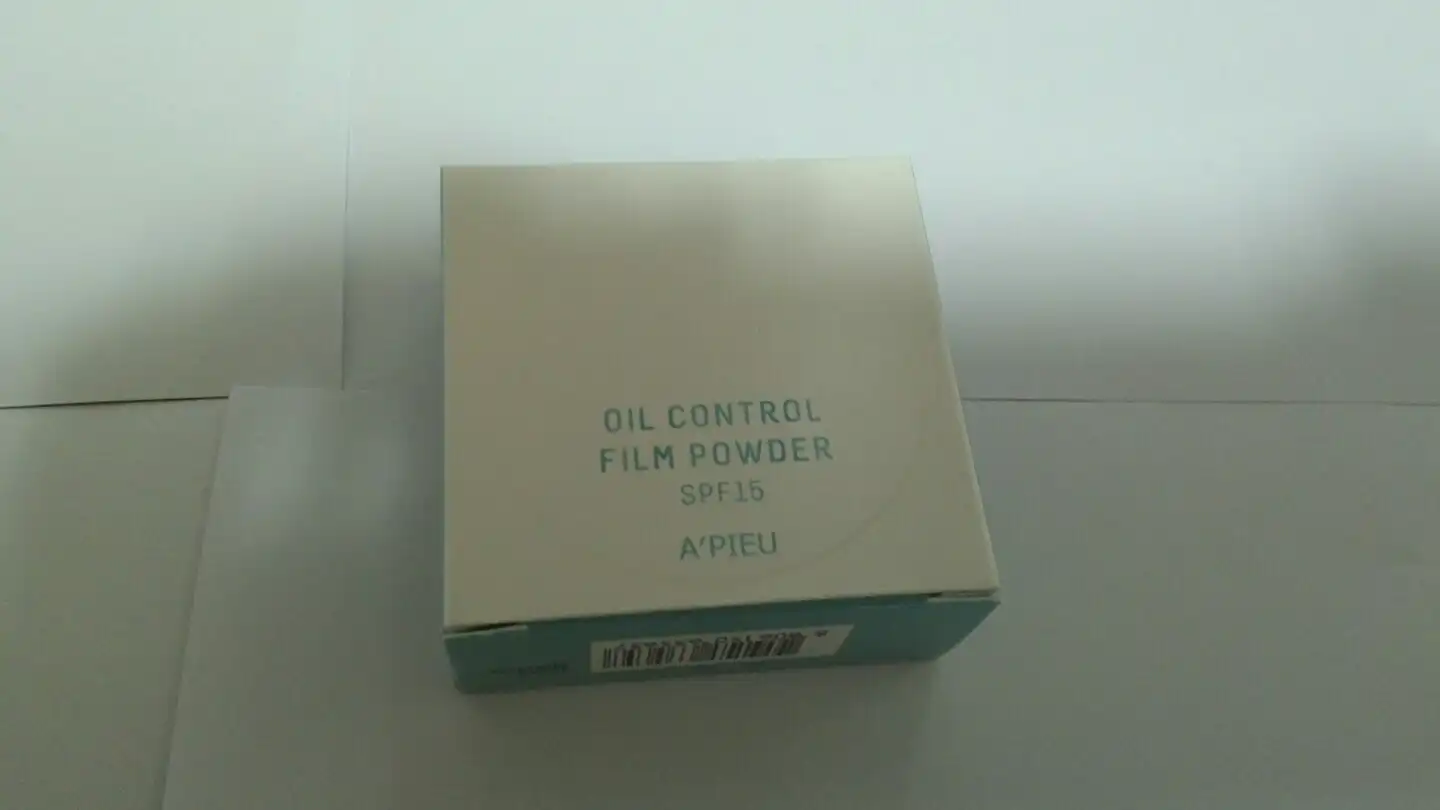 OIL CONTROL
FILM POWDER
SPF15
A'PIEU